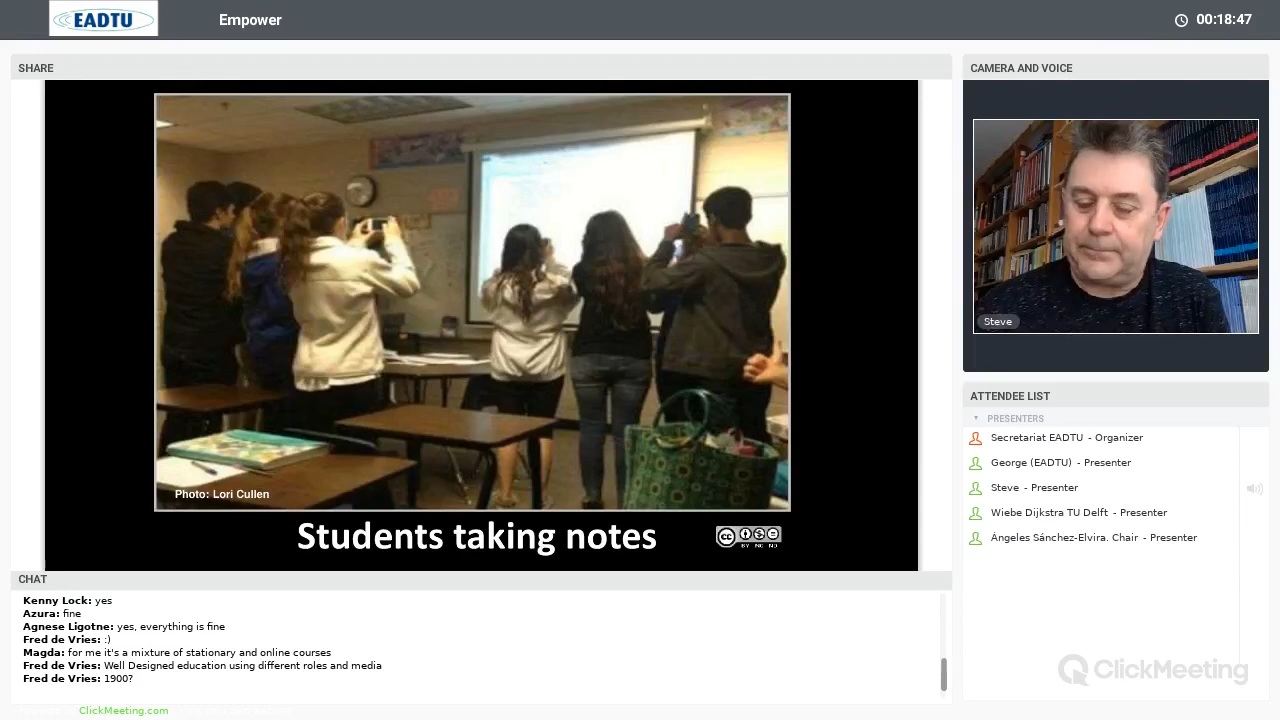 EADTU
Empower
00:18:47
SHARE
CAMERA AND VOICE
Photo: Lori Cullen
Students taking notes
cc
BY NC ND
Steve
ATTENDEE LIST
PRESENTERS
Secretariat EADTU - Organizer
George (EADTU) - Presenter
Steve - Presenter
Wiebe Dijkstra TU Delft - Presenter
Ángeles Sánchez-Elvira. Chair - Presenter
ClickMeeting
CHAT
Kenny Lock: yes
Azura: fine
Agnese Ligotne: yes, everything is fine
Fred de Vries: :)
Magda: for me it's a mixture of stationary and online courses
Fred de Vries: Well Designed education using different roles and media
Fred de Vries: 1900?
ClickMeeting.com